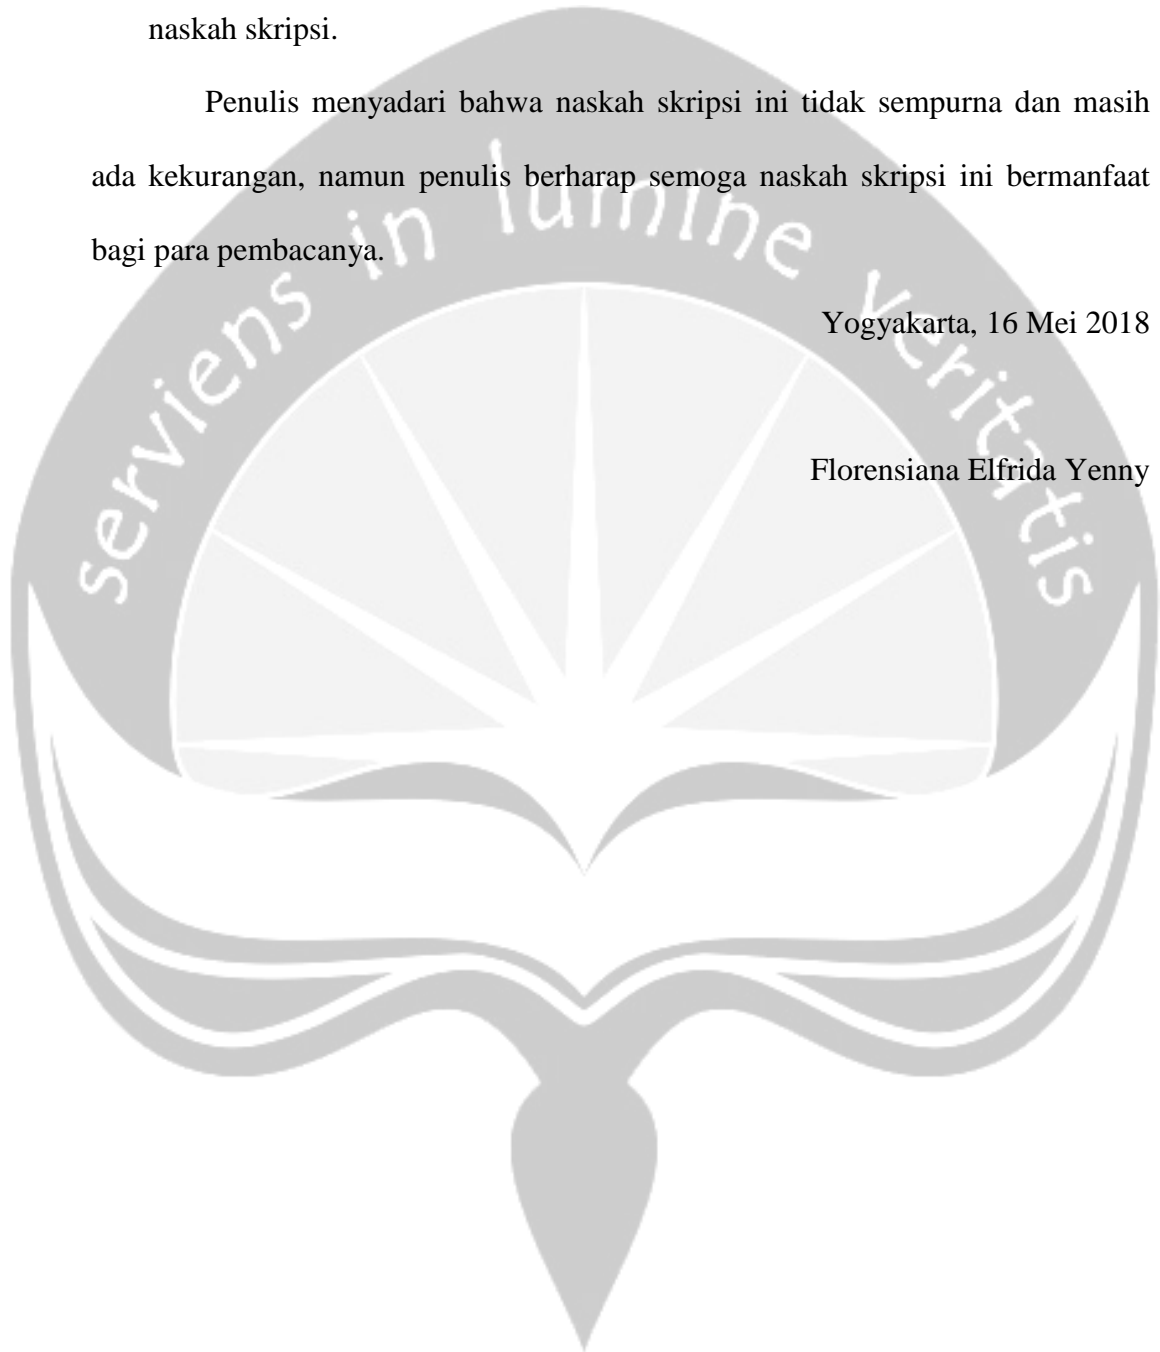 naskah skripsi.
Penulis menyadari bahwa naskah skripsi ini tidak sempurna dan masih
ada kekurangan, namun penulis berharap semoga naskah skripsi ini bermanfaat
bagi para pembacanya.
Yogyakarta, 16 Mei 2018
Florensiana Elfrida Yenny
serviens in lumine veritatis